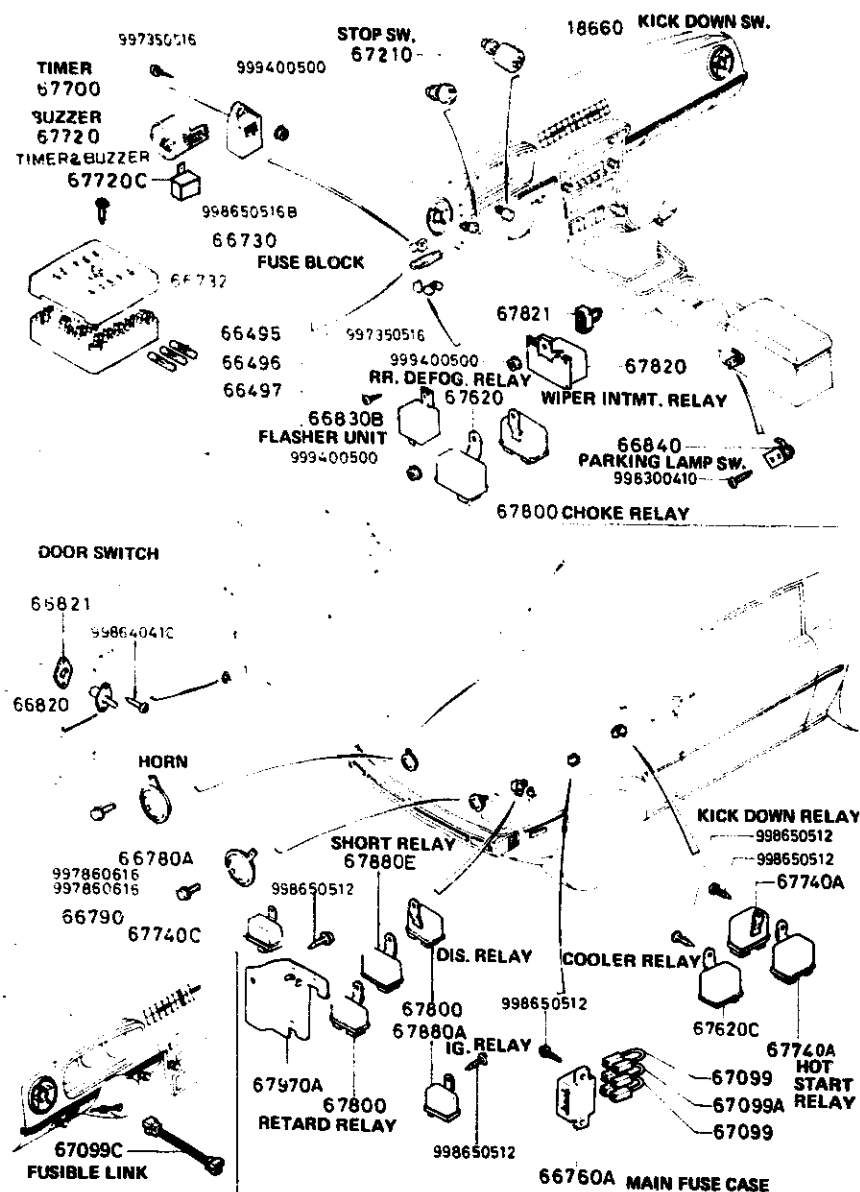 997350516
STOP SW.
67210
18660 KICK DOWN SW.
TIMER
67700
999400500
BUZZER
67720
TIMER&BUZZER
67720C
998650516B
66730
FUSE BLOCK
66732
66495
66496
66497
997350516
67821
999400500
67820
RR. DEFOG. RELAY
67620
WIPER INTMT. RELAY
66830B
FLASHER UNIT
999400500
66840
PARKING LAMP SW.
998300410
67800 CHOKE RELAY
DOOR SWITCH
66821
99864041C
66820
HORN
66780A
997860616
997860616
66790
67740C
SHORT RELAY
67880E
998650512
KICK DOWN RELAY
998650512
998650512
67740A
DIS. RELAY
COOLER RELAY
67800
67880A
998650512
67620C
67740A
HOT
START
RELAY
IG. RELAY
67970A
67800
RETARD RELAY
67099
67099A
67099
998650512
67099C
FUSIBLE LINK
66760A MAIN FUSE CASE